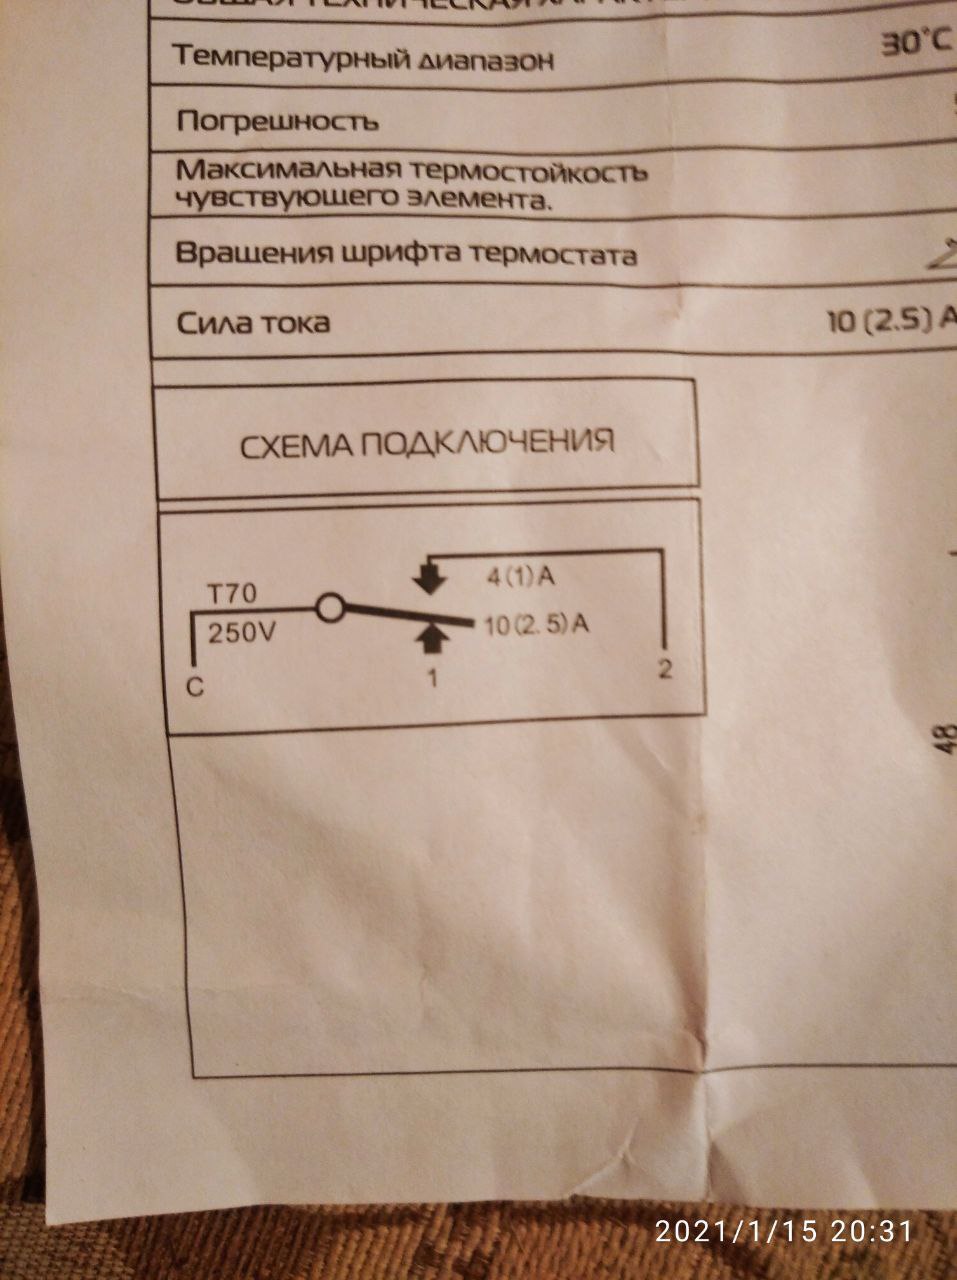 Температурный диапазон 30°C
Погрешность
Максимальная термостойкость
чувствующего элемента.
Вращения шрифта термостата
Сила тока 10 (2.5) A
СХЕМА ПОДКЛЮЧЕНИЯ
4(1)A
T70
250V
10(2.5)A
C
1
2
48
2021/1/15 20:31